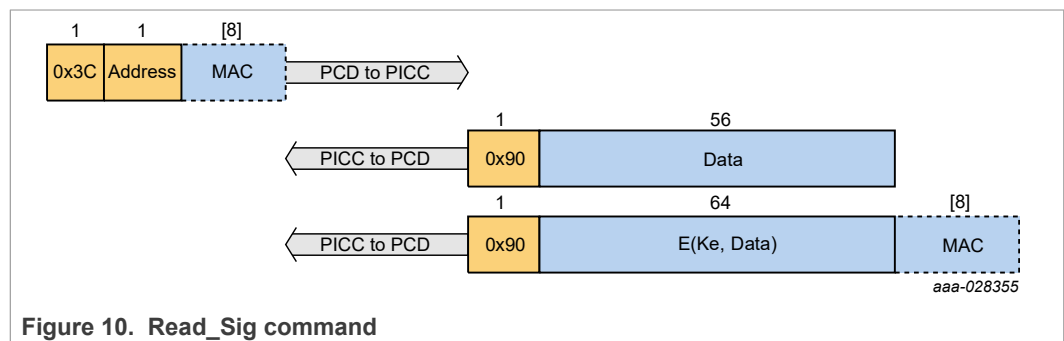 1 1 [8]
0x3C Address MAC PCD to PICC
1 56
PICC to PCD 0x90 Data
1 64 [8]
PICC to PCD 0x90 E(Ke, Data) MAC
aaa-028355
Figure 10. Read_Sig command